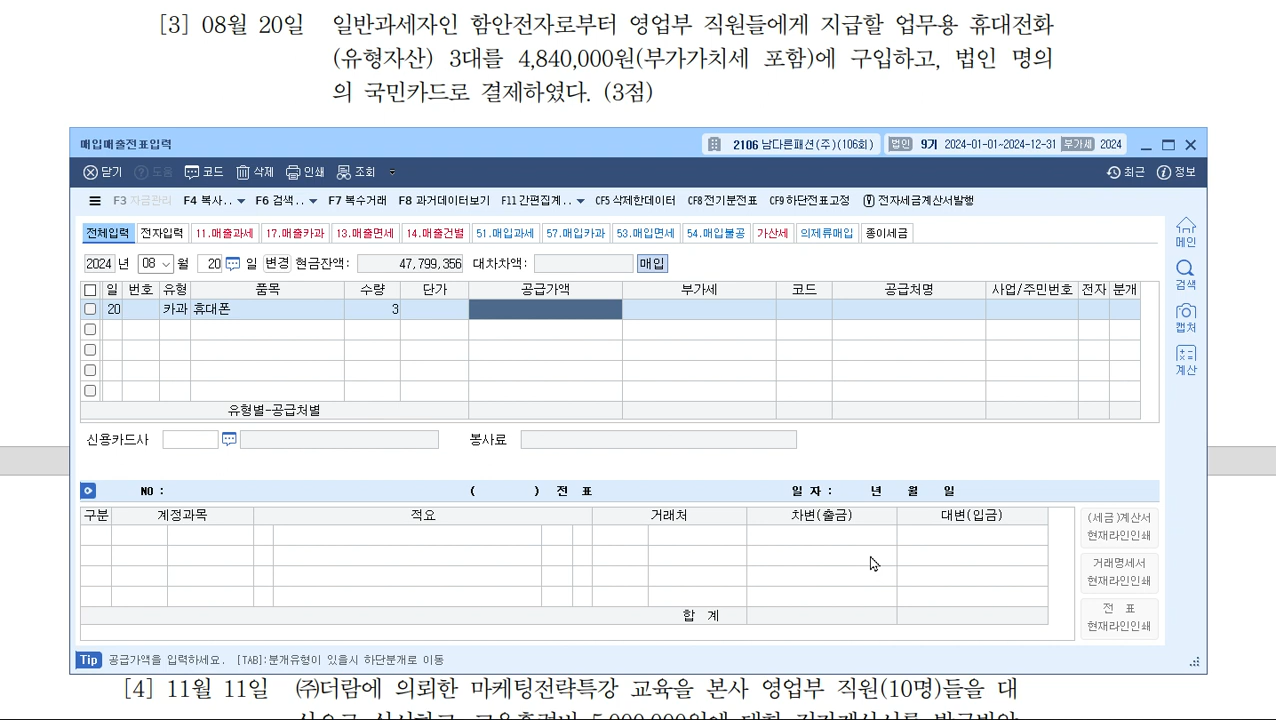 [3] 08월 20일 일반과세자인 함안전자로부터 영업부 직원들에게 지급할 업무용 휴대전화
(유형자산) 3대를 4,840,000원(부가가치세 포함)에 구입하고, 법인 명의
의 국민카드로 결제하였다. (3점)
매입매출전표입력 2106 남다른패션(주)(106회) 법인 9기 2024-01-01~2024-12-31 부가세 2024
닫기 도움 코드 삭제 인쇄 조회 최근 정보
F3 자금관리 F4 복사.. F6 검색.. F7 복수거래 F8 과거데이터보기 F11 간편집계.. CF5 삭제한데이터 CF8 전기분전표 CF9 하단전표고정 전자세금계산서발행
전체입력 전자입력 11.매출과세 17.매출카과 13.매출면세 14.매출건별 51.매입과세 57.매입카과 53.매입면세 54.매입불공 가산세 의제류매입 종이세금
2024 년 08 월 20 일 변경 현금잔액: 47,799,356 대차차액: 매입
일 번호 유형 품목 수량 단가 공급가액 부가세 코드 공급처명 사업/주민번호 전자 분개
20 카과 휴대폰 3
유형별-공급처별
신용카드사 봉사료
NO : ( ) 전 표 일 자 : 년 월 일
구분 계정과목 적요 거래처 차변(출금) 대변(입금)
합 계
메인
검색
캡처
계산
(세금)계산서
현재라인인쇄
거래명세서
현재라인인쇄
전 표
현재라인인쇄
Tip 공급가액을 입력하세요. [TAB]:분개유형이 있을시 하단분개로 이동
[4] 11월 11일 ㈜더람에 의뢰한 마케팅전략특강 교육을 본사 영업부 직원(10명)들을 대